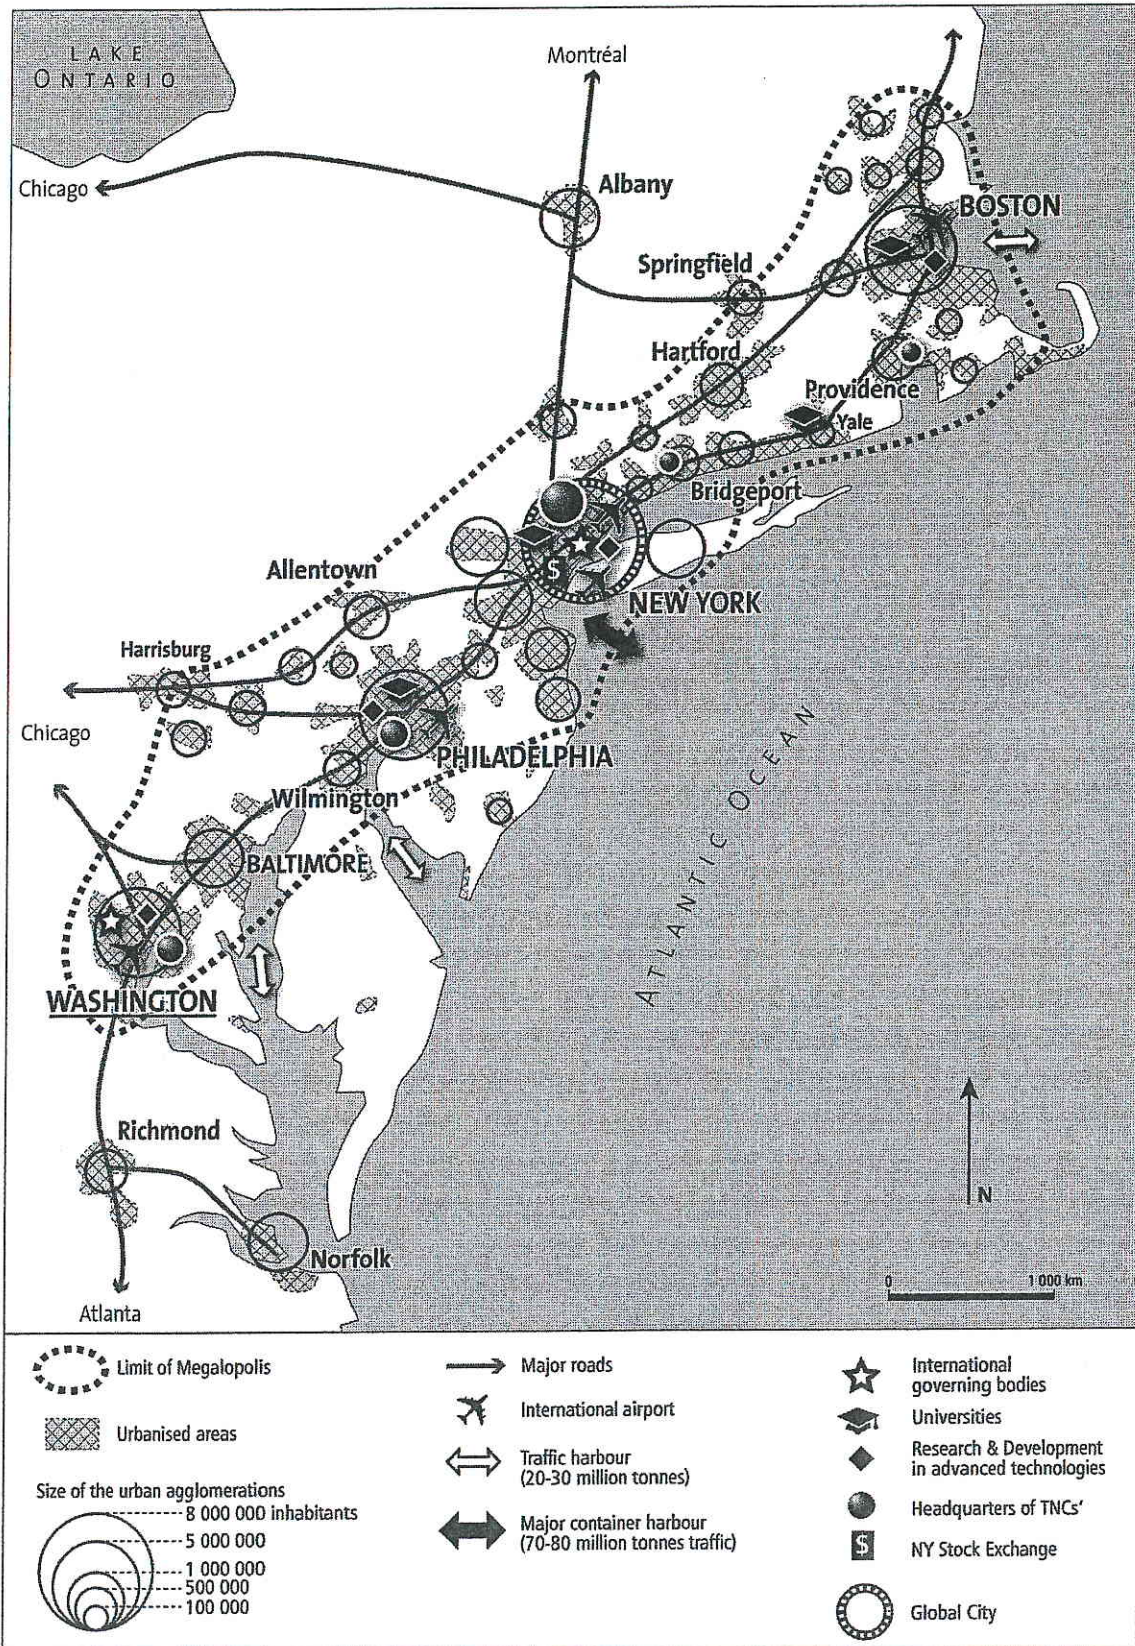 LAKE
ONTARIO
Montréal
Chicago
Albany
BOSTON
Springfield
Hartford
Providence
Yale
Bridgeport
Allentown
NEW YORK
$
Harrisburg
Chicago
PHILADELPHIA
Wilmington
BALTIMORE
ATLANTIC OCEAN
WASHINGTON
Richmond
N
Norfolk
0 1 000 km
Atlanta
Limit of Megalopolis
Urbanised areas
Size of the urban agglomerations
8 000 000 inhabitants
5 000 000
1 000 000
500 000
100 000
Major roads
International airport
Traffic harbour
(20-30 million tonnes)
Major container harbour
(70-80 million tonnes traffic)
International
governing bodies
Universities
Research & Development
in advanced technologies
Headquarters of TNCs'
$
NY Stock Exchange
Global City